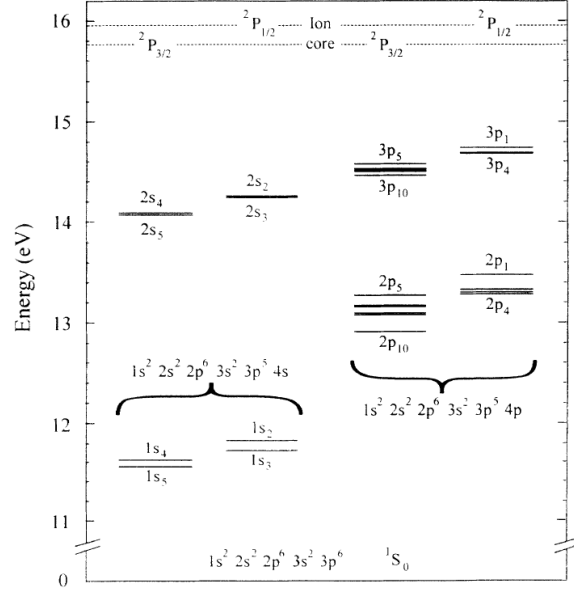 16
²P₁/₂ Ion ²P₁/₂
²P₃/₂ core ²P₃/₂
15
3p₅ 3p₁
3p₁₀ 3p₄
2s₄ 2s₂
14
2s₅ 2s₃
2p₅ 2p₁
13
2p₁₀ 2p₄
1s² 2s² 2p⁶ 3s² 3p⁵ 4s
1s² 2s² 2p⁶ 3s² 3p⁵ 4p
12
1s₄ 1s₂
1s₅ 1s₃
11
1s² 2s² 2p⁶ 3s² 3p⁶ ¹S₀
0
Energy (eV)